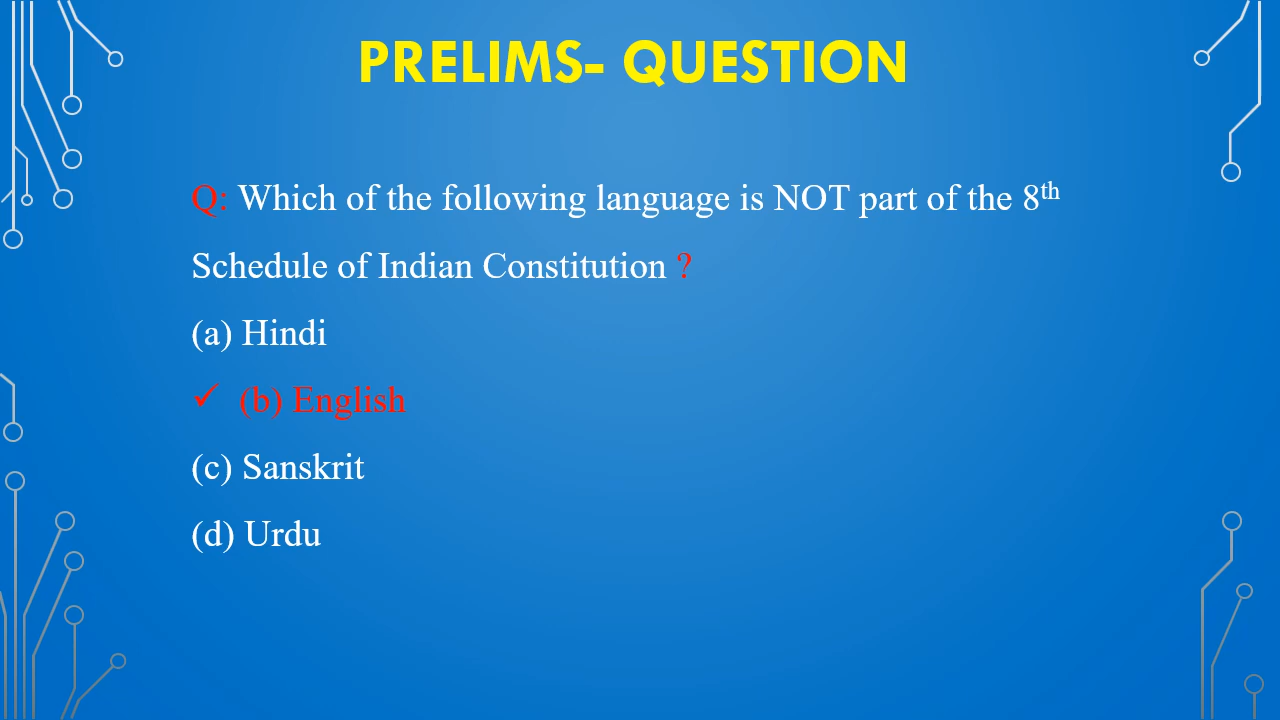 PRELIMS- QUESTION
Q: Which of the following language is NOT part of the 8th
Schedule of Indian Constitution ?
(a) Hindi
✓ (b) English
(c) Sanskrit
(d) Urdu